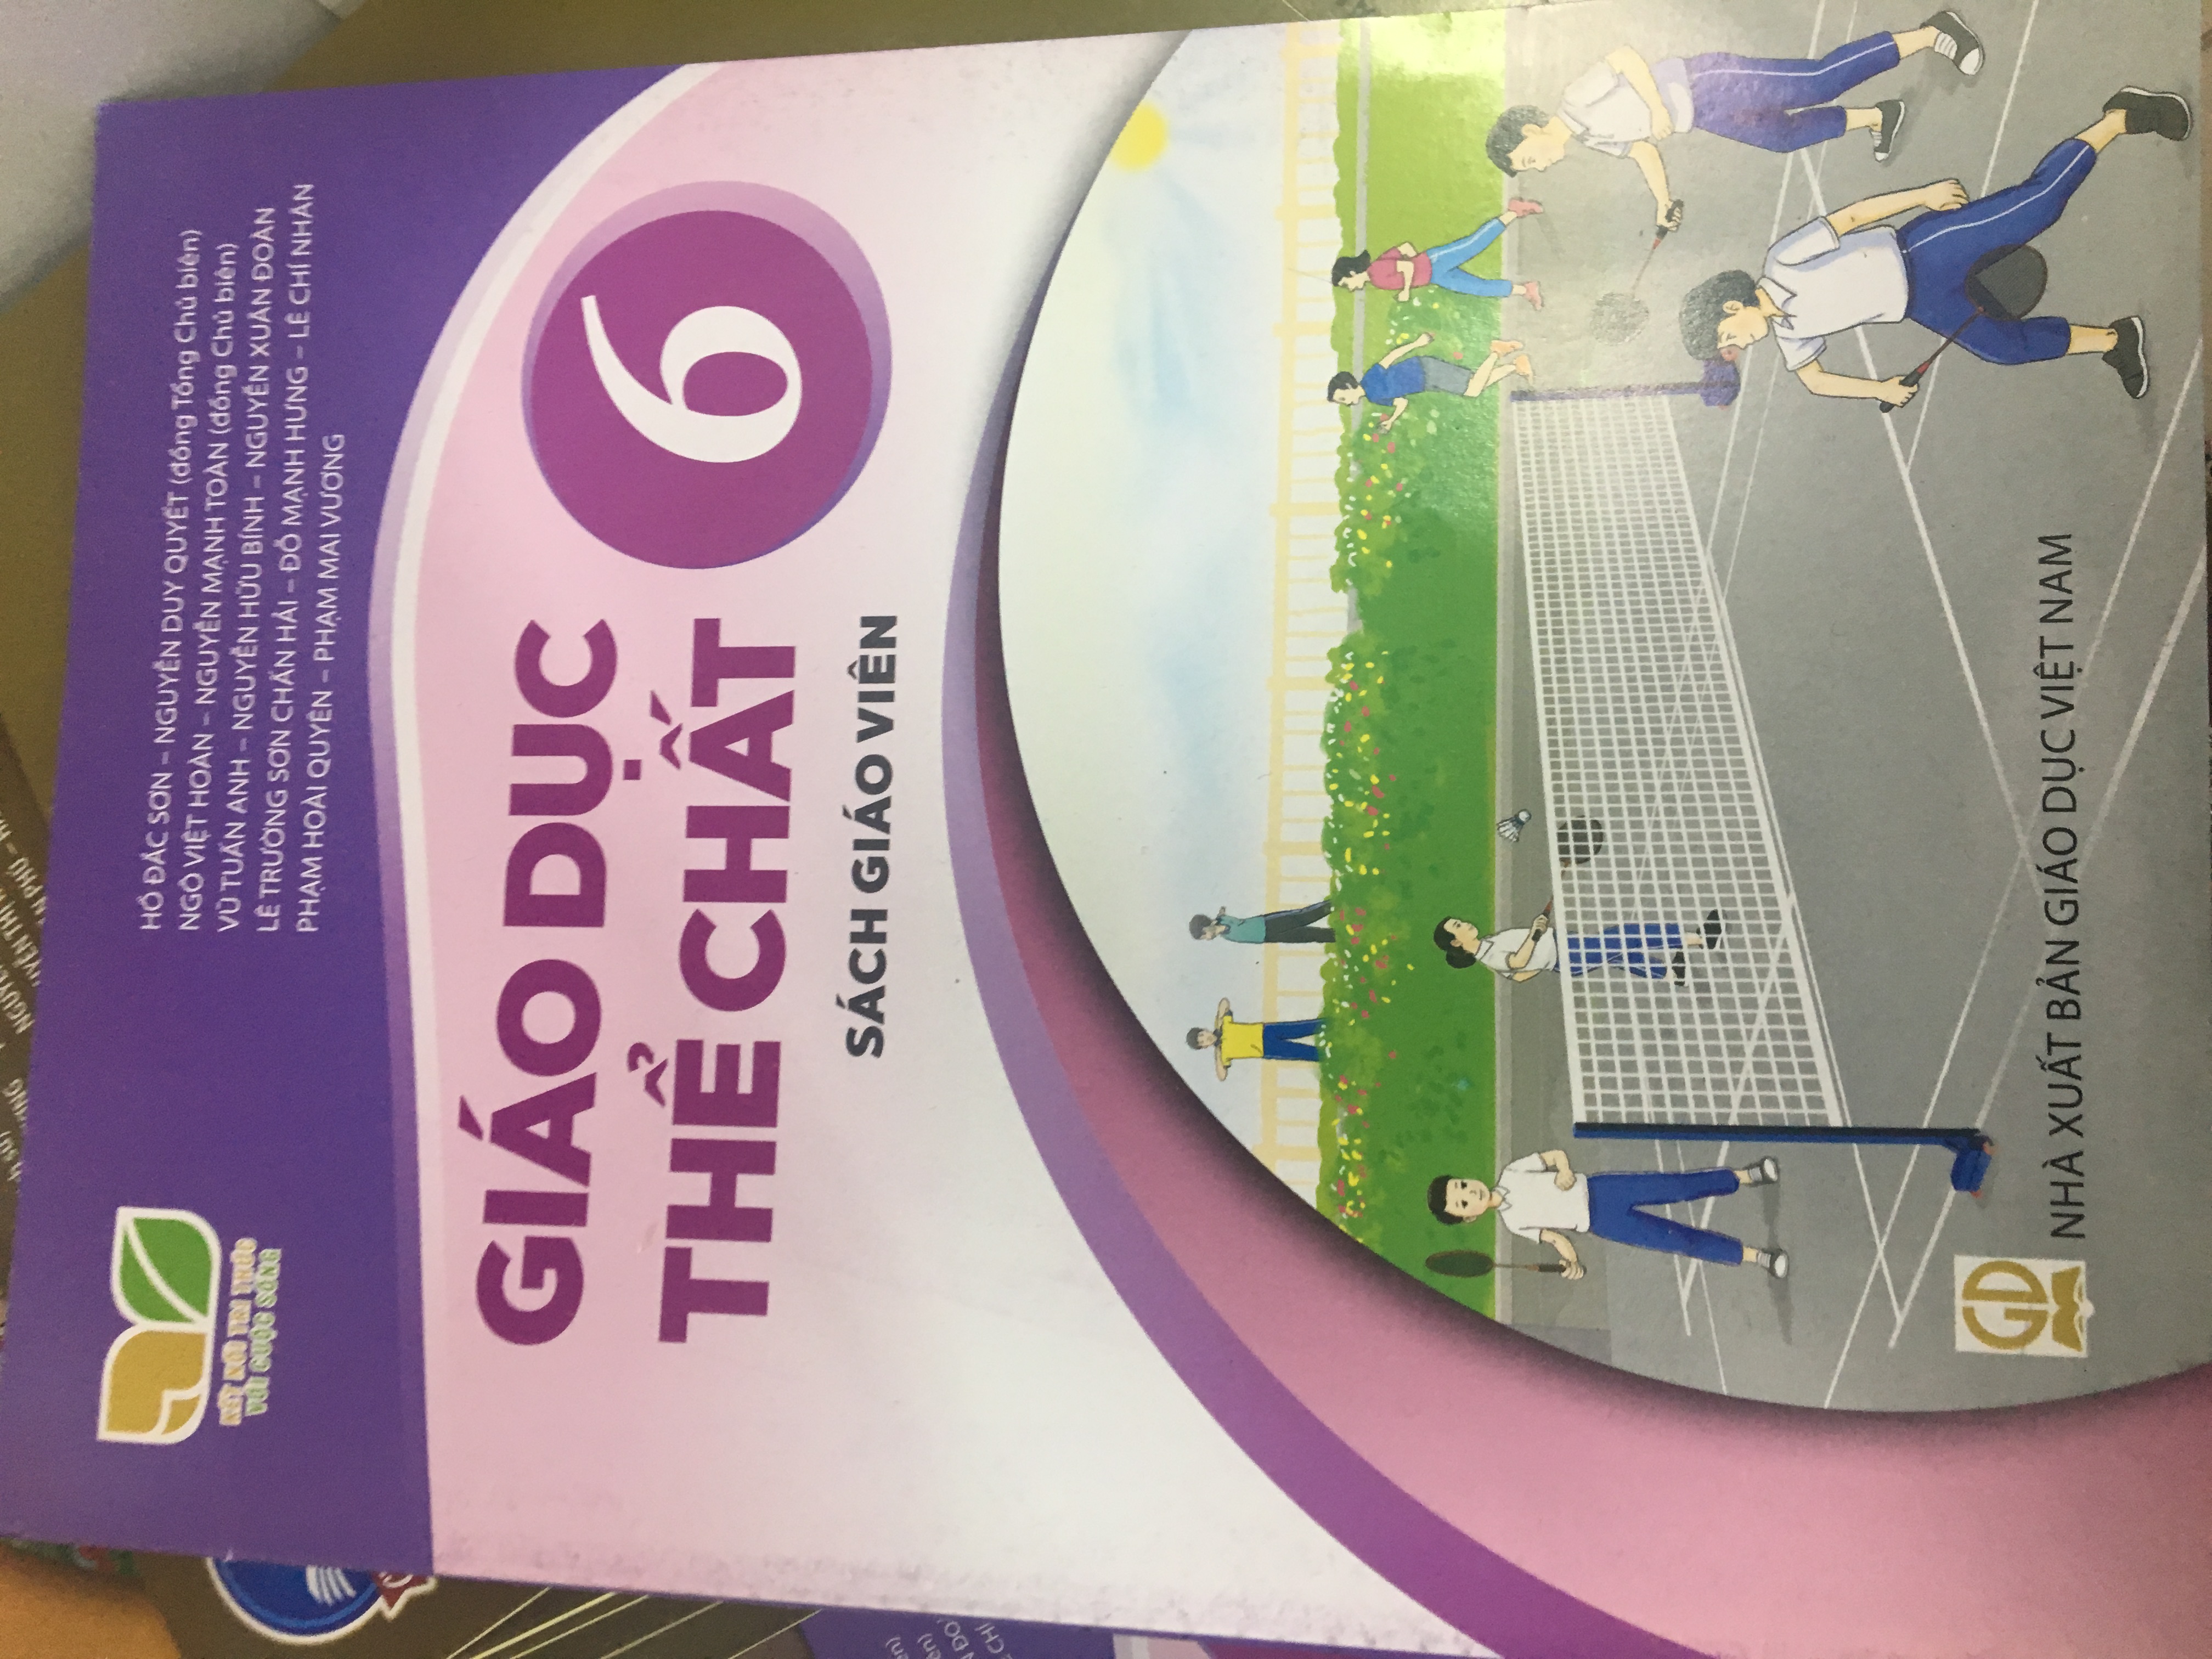 NGUYỄ
KẾT NỐI TRI THỨC
VỚI CUỘC SỐNG
HỒ ĐẮC SƠN – NGUYỄN DUY QUYẾT (đồng Tổng Chủ biên)
NGÔ VIỆT HOÀN – NGUYỄN MẠNH TOÀN (đồng Chủ biên)
VŨ TUẤN ANH – NGUYỄN HỮU BÍNH – NGUYỄN XUÂN ĐOÀN
LÊ TRƯỜNG SƠN CHẤN HẢI – ĐỖ MẠNH HƯNG – LÊ CHÍ NHÂN
PHẠM HOÀI QUYÊN – PHẠM MAI VƯƠNG
GIÁO DỤC
THỂ CHẤT
6
SÁCH GIÁO VIÊN
GD
NHÀ XUẤT BẢN GIÁO DỤC VIỆT NAM